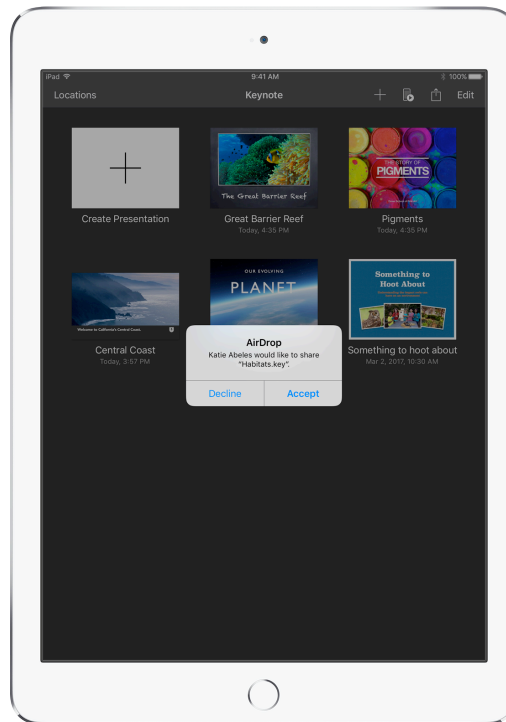 iPad 9:41 AM 100%
Locations Keynote Edit
The Great Barrier Reef
THE STORY OF
PIGMENTS
Create Presentation Great Barrier Reef Pigments
Today, 4:35 PM Today, 4:35 PM
OUR EVOLVING
PLANET
Something to
Hoot About
Welcome to California's Central Coast
Central Coast Something to hoot about
Today, 3:57 PM Mar 2, 2017, 10:30 AM
AirDrop
Katie Abeles would like to share
"Habitats.key".
Decline Accept